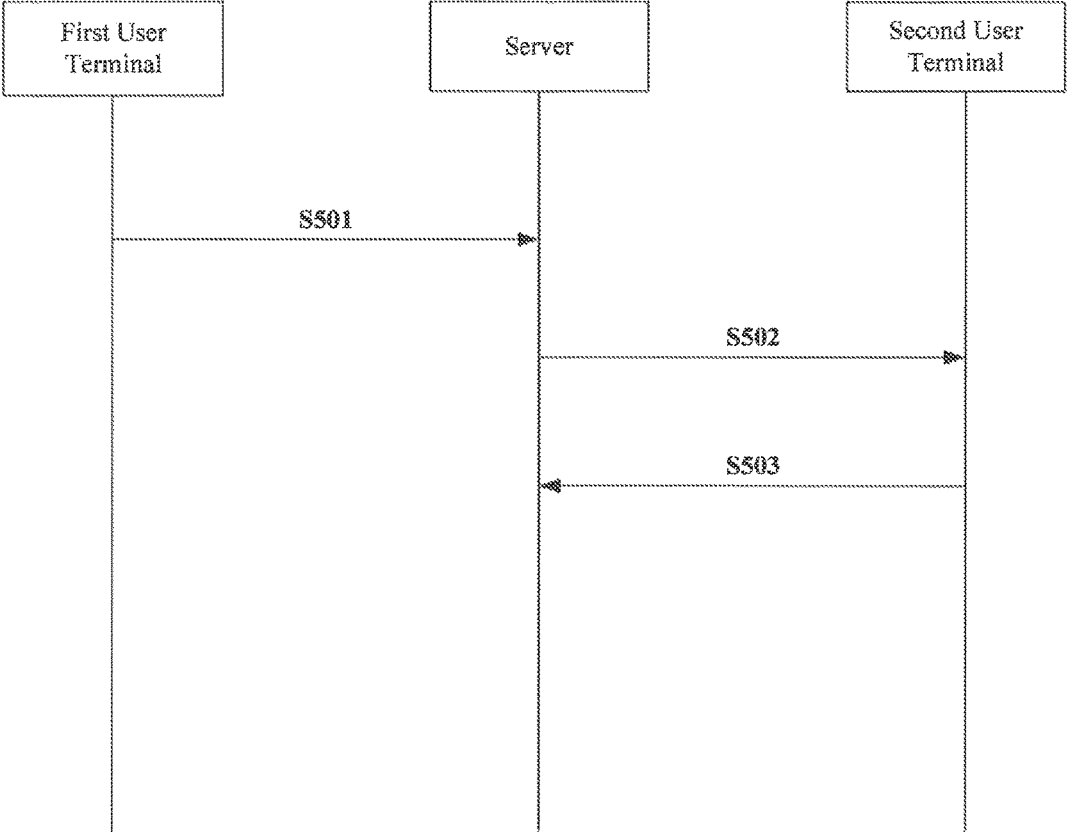 First User
Terminal
Server
Second User
Terminal
S501
S502
S503